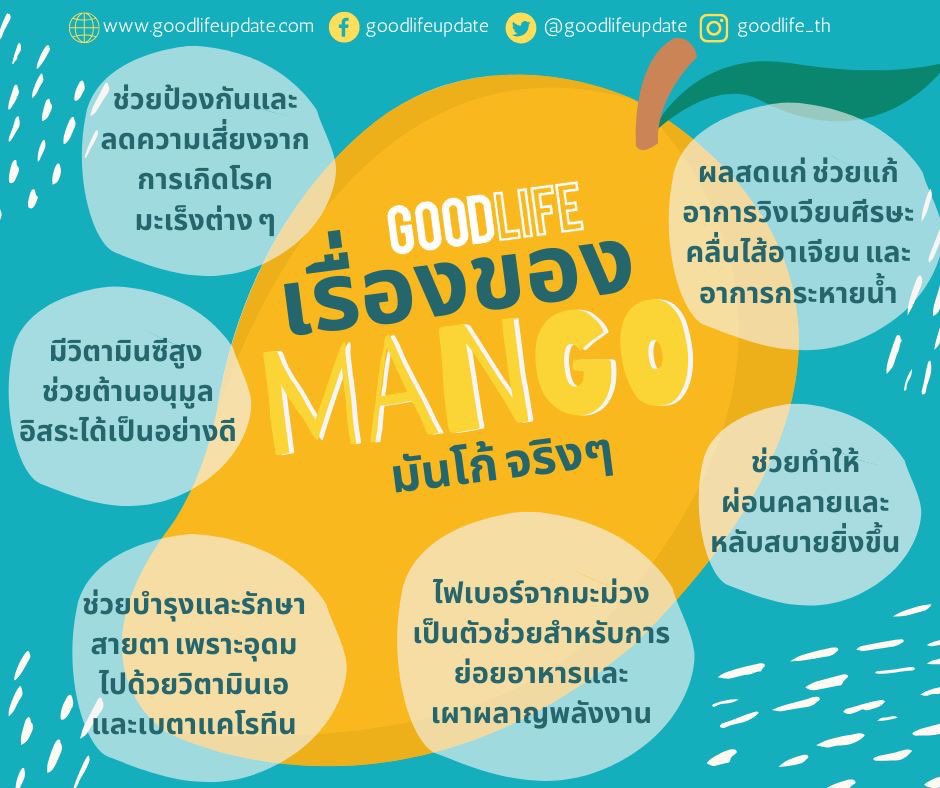 www.goodlifeupdate.com goodlifeupdate @goodlifeupdate goodlife_th
ช่วยป้องกันและ
ลดความเสี่ยงจาก
การเกิดโรค
มะเร็งต่าง ๆ
ผลสดแก่ ช่วยแก้
อาการวิงเวียนศีรษะ
คลื่นไส้อาเจียน และ
อาการกระหายน้ำ
GOODLIFE
เรื่องของ
MANGO
มันโก้ จริงๆ
มีวิตามินซีสูง
ช่วยต้านอนุมูล
อิสระได้เป็นอย่างดี
ช่วยทำให้
ผ่อนคลายและ
หลับสบายยิ่งขึ้น
ช่วยบำรุงและรักษา
สายตา เพราะอุดม
ไปด้วยวิตามินเอ
และเบตาแคโรทีน
ไฟเบอร์จากมะม่วง
เป็นตัวช่วยสำหรับการ
ย่อยอาหารและ
เผาผลาญพลังงาน